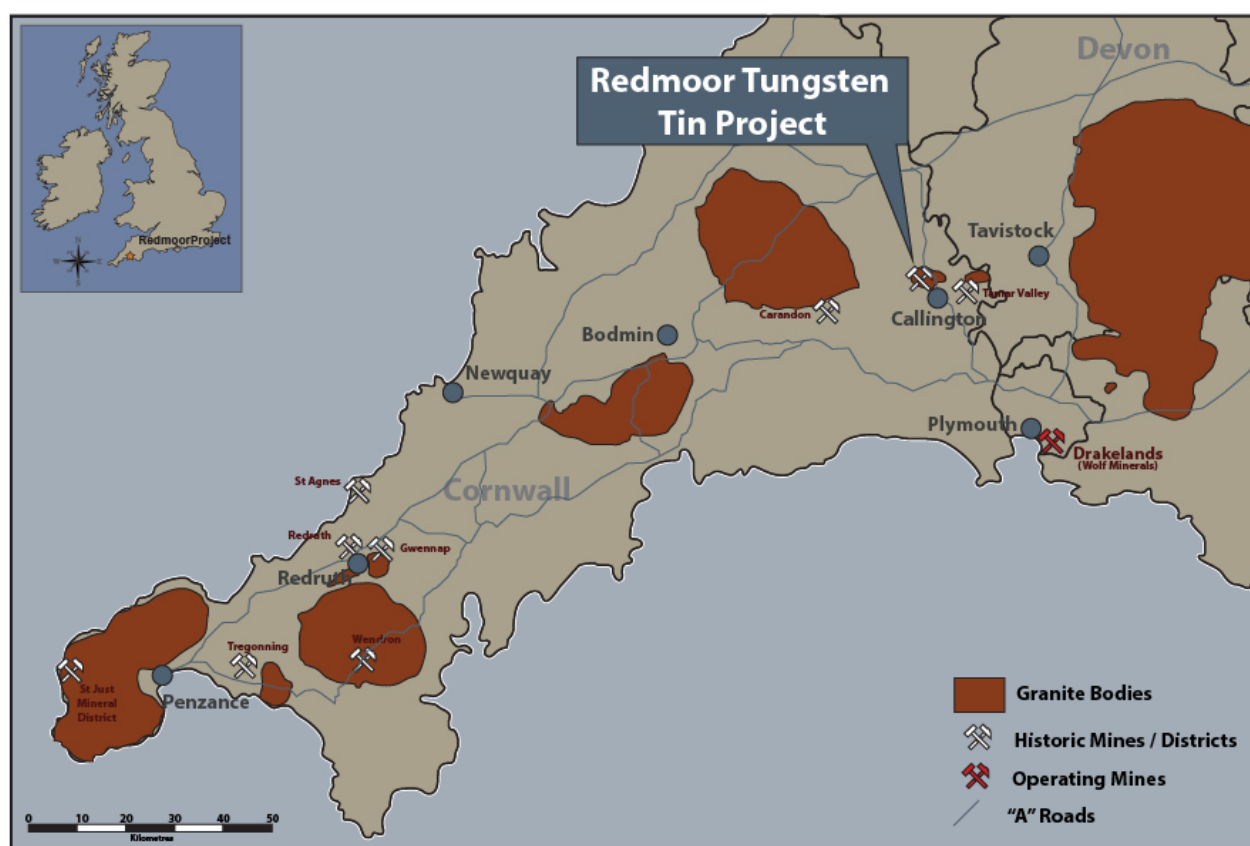 N
W
E
S
RedmoorProject
Devon
Redmoor Tungsten
Tin Project
Tavistock
Tamar Valley
Callington
Carandon
Bodmin
Newquay
Plymouth
Drakelands
(Wolf Minerals)
Cornwall
St Agnes
Redruth
Gwennap
Redruth
Wendron
Tregonning
St Just
Mineral
District
Penzance
Granite Bodies
Historic Mines / Districts
Operating Mines
"A" Roads
0 10 20 30 40 50
Kilometres